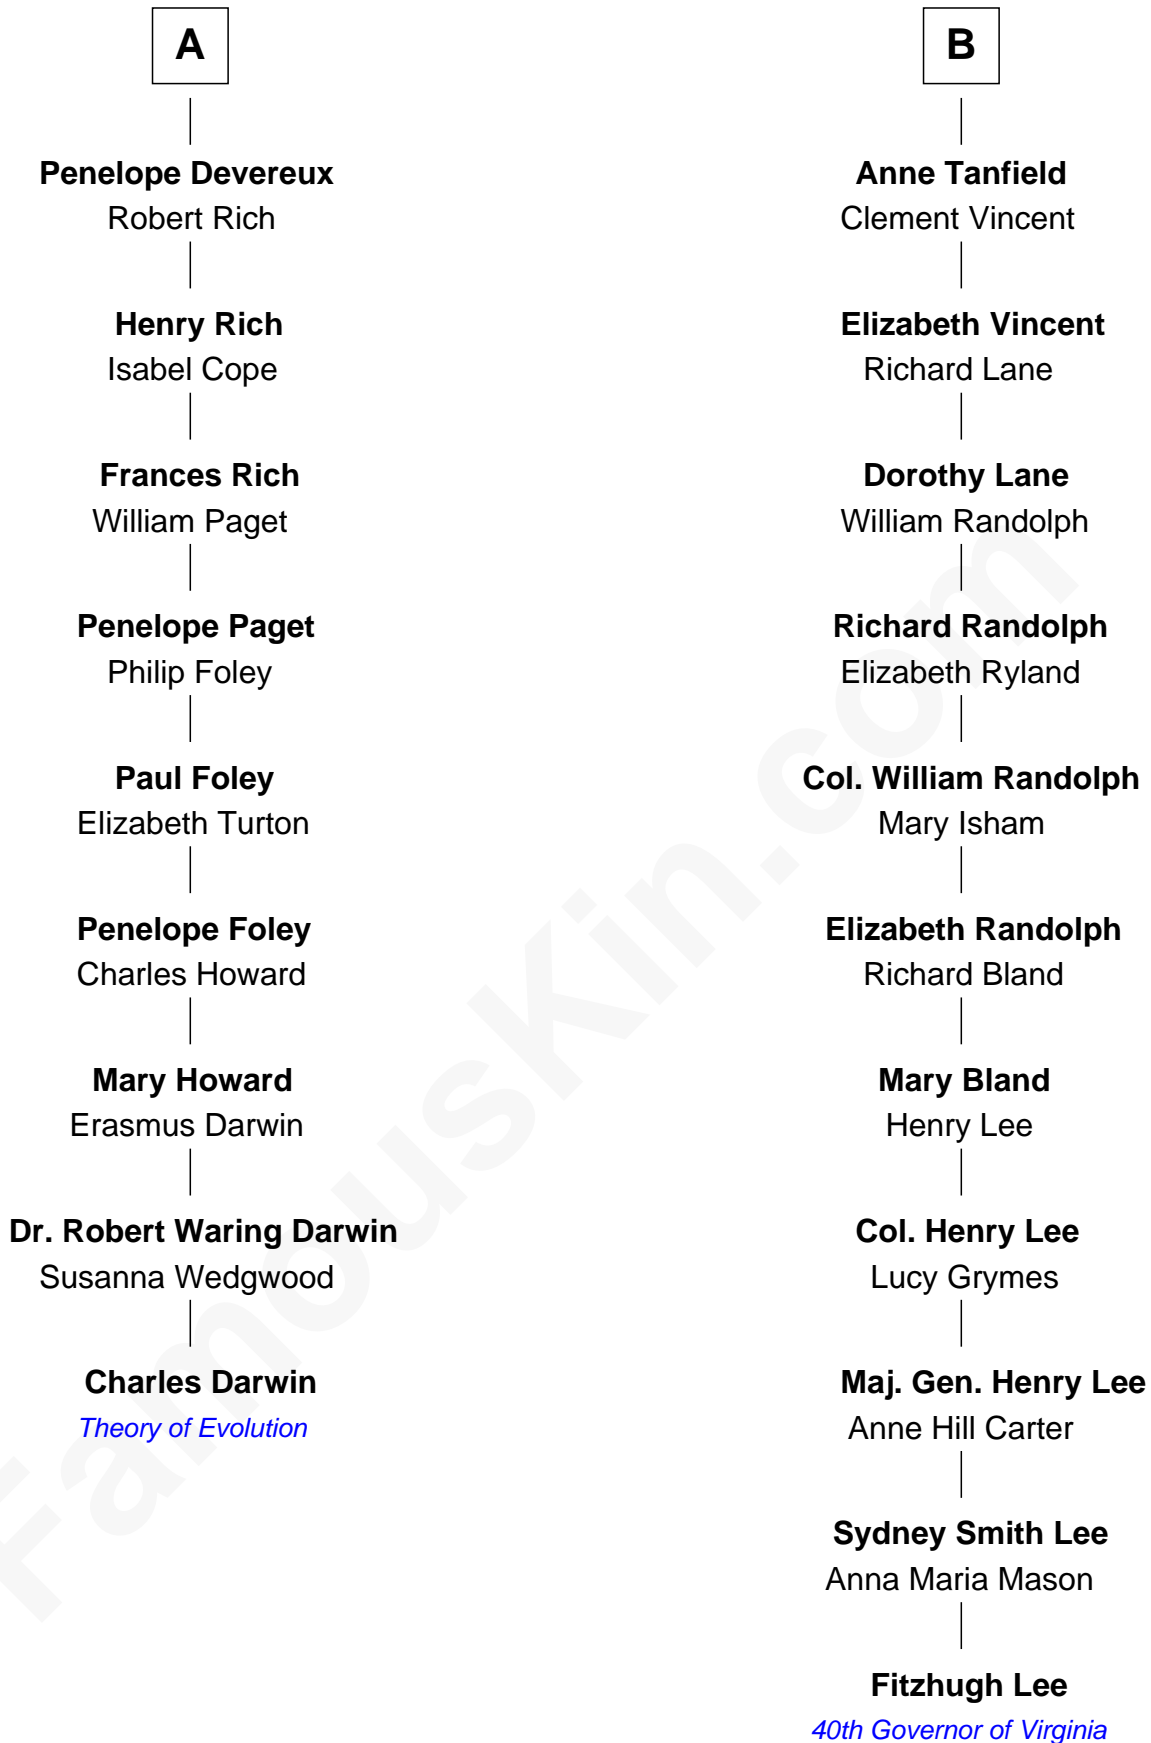 A
Penelope Devereux
Robert Rich
Henry Rich
Isabel Cope
Frances Rich
William Paget
Penelope Paget
Philip Foley
Paul Foley
Elizabeth Turton
Penelope Foley
Charles Howard
Mary Howard
Erasmus Darwin
Dr. Robert Waring Darwin
Susanna Wedgwood
Charles Darwin
Theory of Evolution
B
Anne Tanfield
Clement Vincent
Elizabeth Vincent
Richard Lane
Dorothy Lane
William Randolph
Richard Randolph
Elizabeth Ryland
Col. William Randolph
Mary Isham
Elizabeth Randolph
Richard Bland
Mary Bland
Henry Lee
Col. Henry Lee
Lucy Grymes
Maj. Gen. Henry Lee
Anne Hill Carter
Sydney Smith Lee
Anna Maria Mason
Fitzhugh Lee
40th Governor of Virginia
FamousKin.com